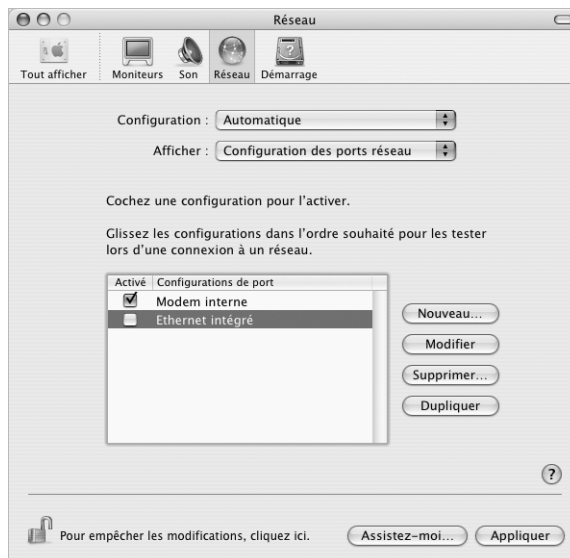 Réseau
Tout afficher
Moniteurs
Son
Réseau
Démarrage
Configuration :
Automatique
Afficher :
Configuration des ports réseau
Cochez une configuration pour l'activer.
Glissez les configurations dans l'ordre souhaité pour les tester
lors d'une connexion à un réseau.
Activé
Configurations de port
Modem interne
Ethernet intégré
Nouveau...
Modifier
Supprimer...
Dupliquer
?
Pour empêcher les modifications, cliquez ici.
Assistez-moi...
Appliquer